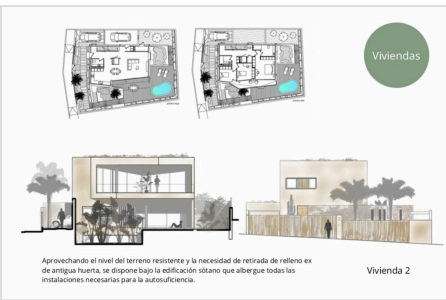 Viviendas
Aprovechando el nivel del terreno resistente y la necesidad de retirada de relleno ex
de antigua huerta, se dispone bajo la edificación sótano que albergue todas las
instalaciones necesarias para la autosuficiencia.
Vivienda 2